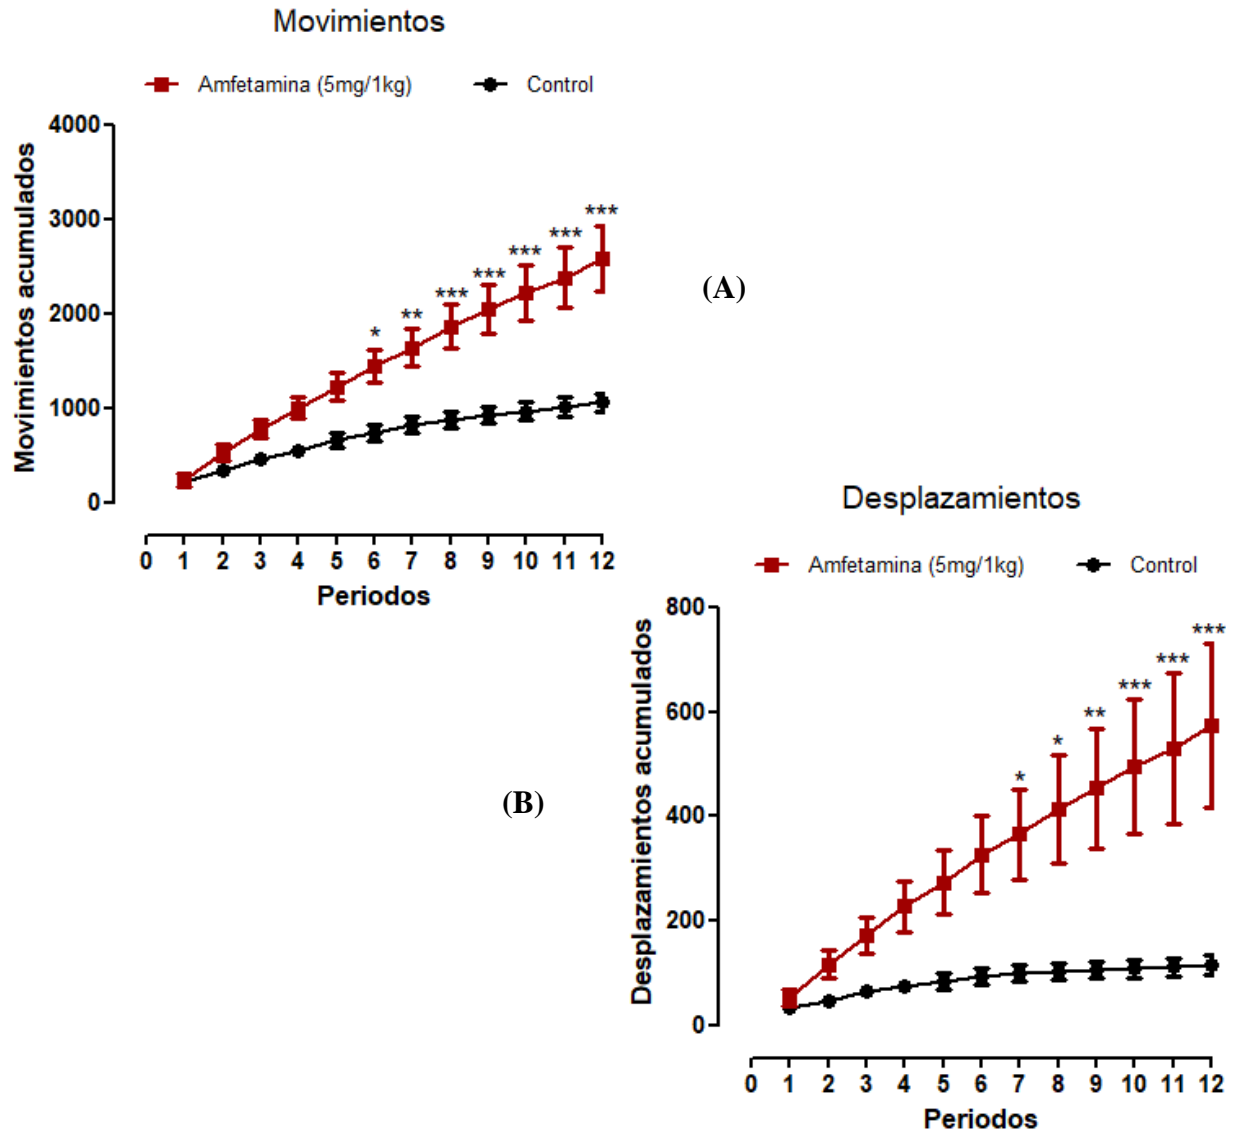 Movimientos
Amfetamina (5mg/1kg) Control
Movimientos acumulados
4000
3000
2000
1000
0
*
**
***
***
***
***
***
0 1 2 3 4 5 6 7 8 9 10 11 12
Periodos
(A)
Desplazamientos
Amfetamina (5mg/1kg) Control
Desplazamientos acumulados
800
600
400
200
0
*
*
**
***
***
***
0 1 2 3 4 5 6 7 8 9 10 11 12
Periodos
(B)